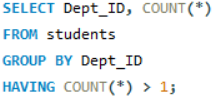 SELECT Dept_ID, COUNT(*)
FROM students
GROUP BY Dept_ID
HAVING COUNT(*) > 1;